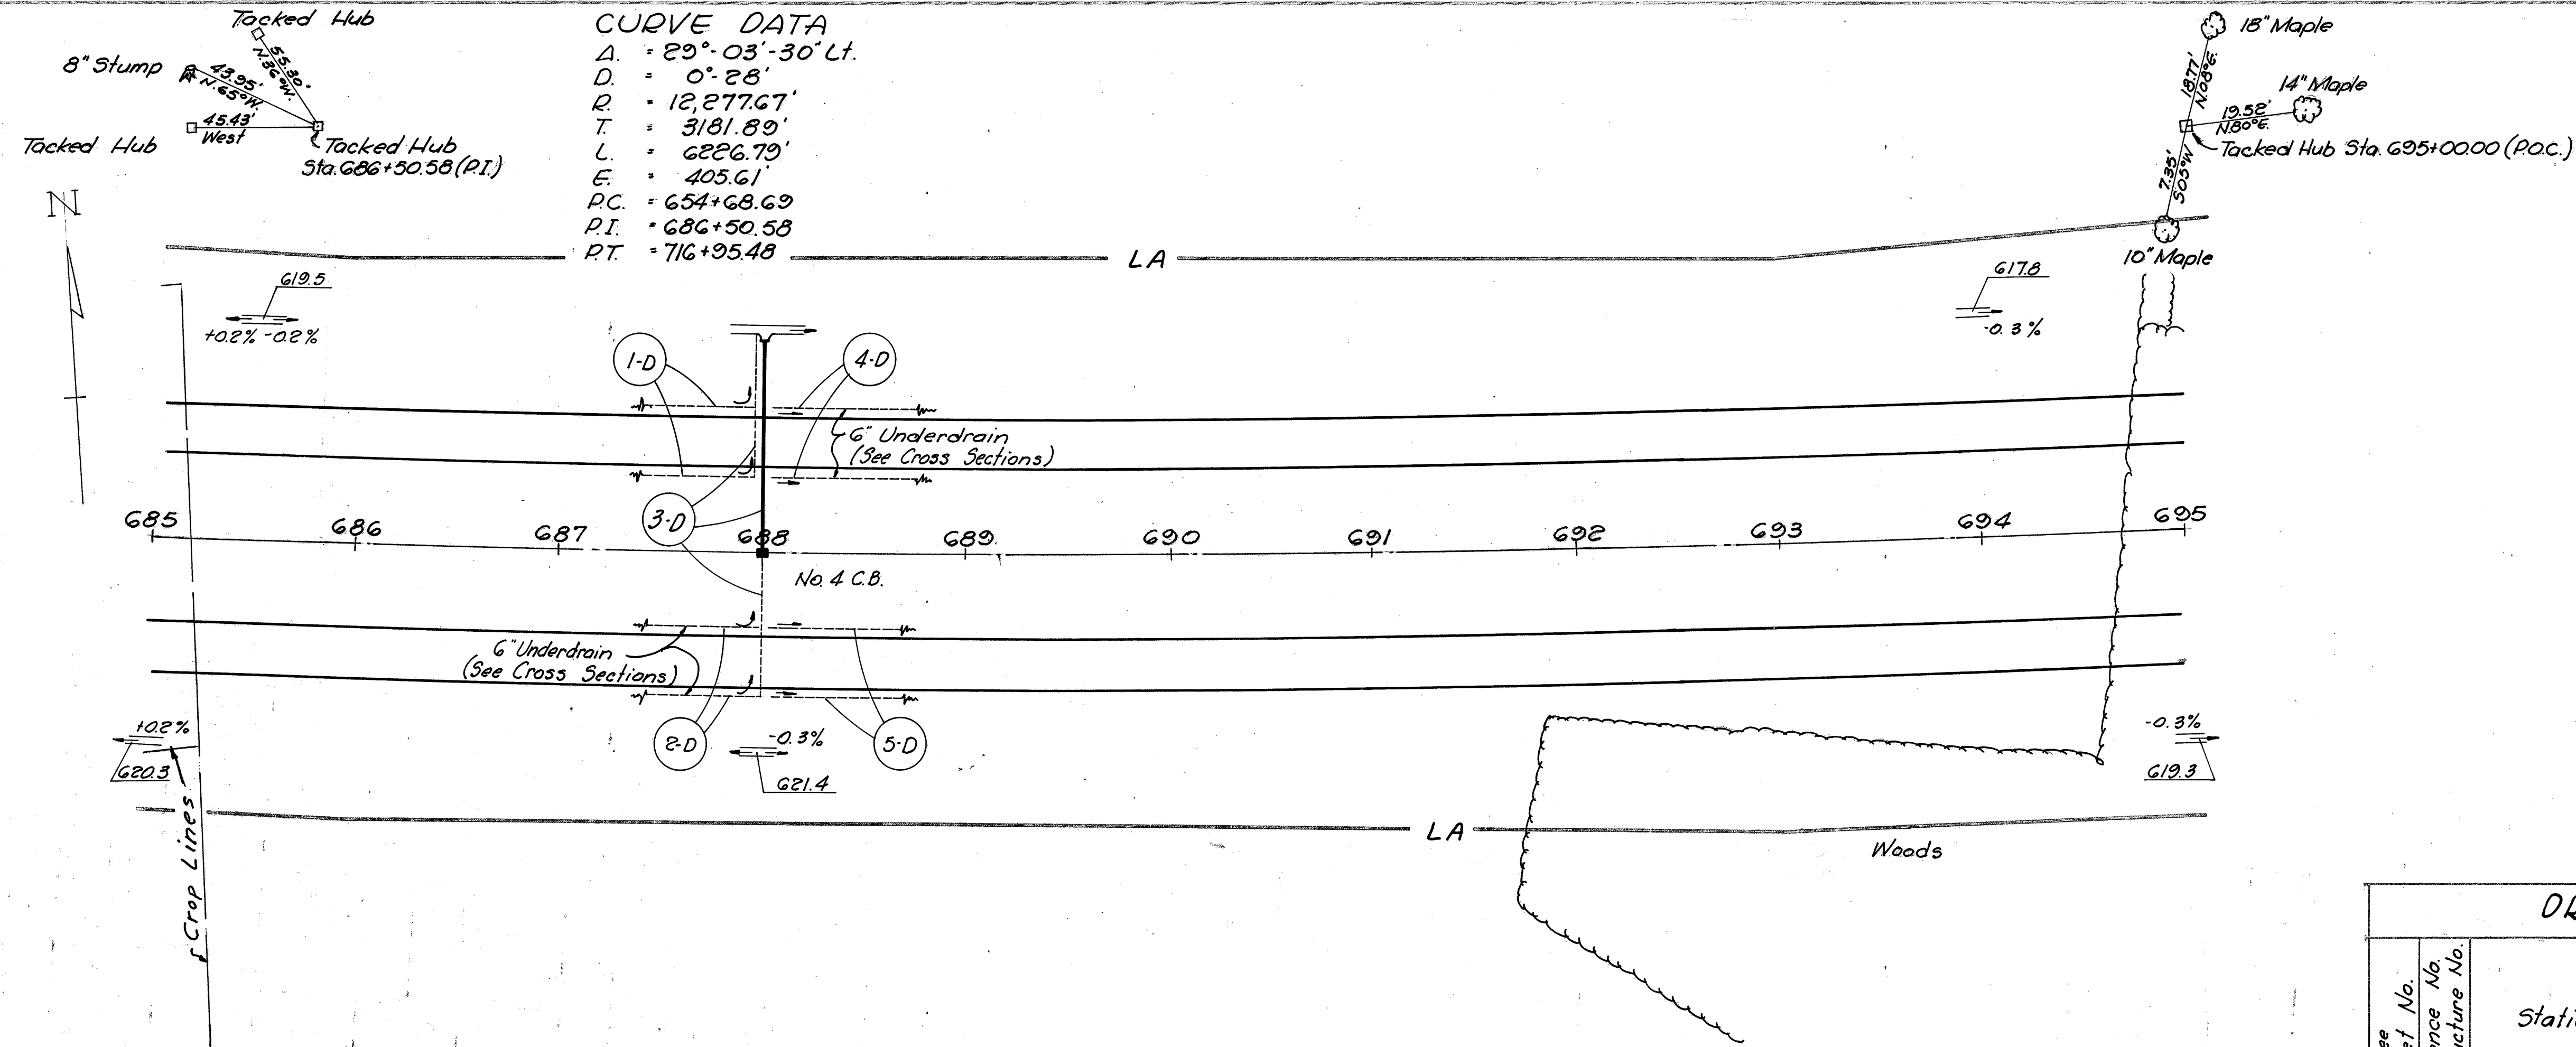 Tacked Hub
8" Stump
55.30'
N.36°W.
43.95'
N.65°W.
45.43'
West
Tacked Hub
Tacked Hub
Sta. 686+50.58 (P.I.)
CURVE DATA
Δ. = 29°-03'-30" Lt.
D. = 0°-28'
R. = 12,277.67'
T. = 3181.89'
L. = 6226.79'
E. = 405.61'
P.C. = 654+68.69
P.I. = 686+50.58
P.T. = 716+95.48
18" Maple
18.77'
N.08°E.
14" Maple
19.52'
N.80°E.
Tacked Hub Sta. 695+00.00 (P.O.C.)
7.35'
S05°W
10" Maple
N
LA
619.5
+0.2% -0.2%
617.8
-0.3%
1-D
4-D
6" Underdrain
(See Cross Sections)
3-D
685
686
687
688
689
690
691
692
693
694
695
No. 4 C.B.
6" Underdrain
(See Cross Sections)
+0.2%
620.3
2-D
-0.3%
5-D
621.4
-0.3%
619.3
Crop Lines
LA
Woods